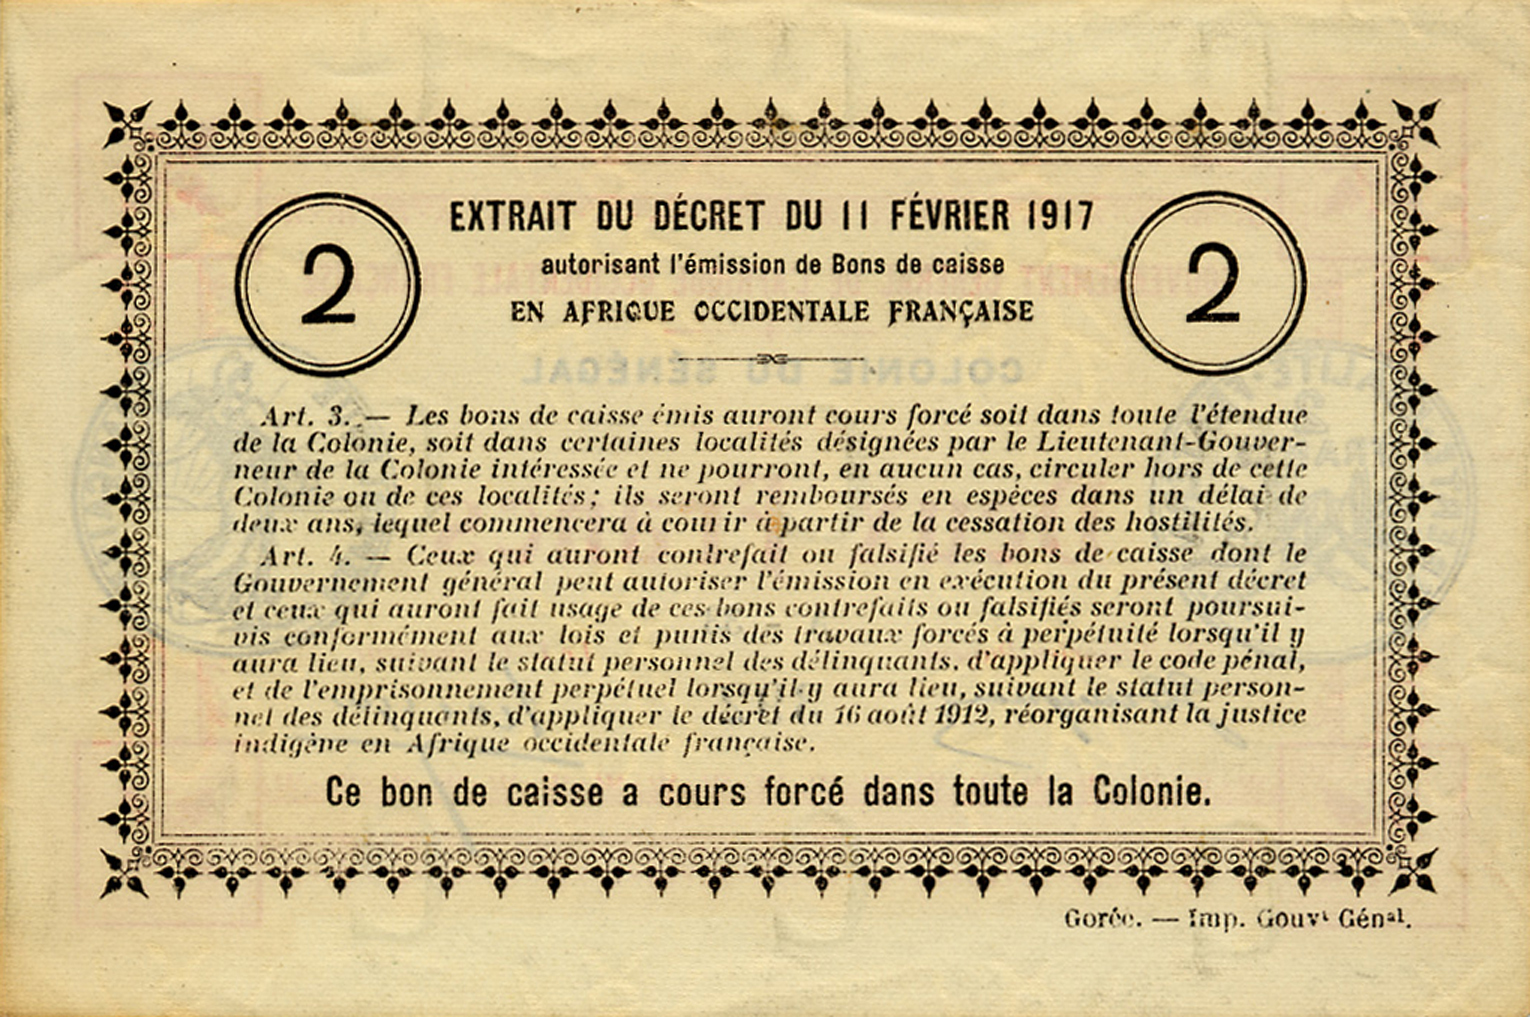 EXTRAIT DU DÉCRET DU 11 FÉVRIER 1917
autorisant l'émission de Bons de caisse
EN AFRIQUE OCCIDENTALE FRANÇAISE
2
2
COLONIE DU SÉNÉGAL
Art. 3. — Les bons de caisse émis auront cours forcé soit dans toute l'étendue
de la Colonie, soit dans certaines localités désignées par le Lieutenant-Gouver-
neur de la Colonie intéressée et ne pourront, en aucun cas, circuler hors de cette
Colonie ou de ces localités; ils seront remboursés en espèces dans un délai de
deux ans, lequel commencera à courir à partir de la cessation des hostilités.
Art. 4. — Ceux qui auront contrefait ou falsifié les bons de caisse dont le
Gouvernement général peut autoriser l'émission en exécution du présent décret
et ceux qui auront fait usage de ces bons contrefaits ou falsifiés seront poursui-
vis conformément aux lois et punis des travaux forcés à perpétuité lorsqu'il y
aura lieu, suivant le statut personnel des délinquants, d'appliquer le code pénal,
et de l'emprisonnement perpétuel lorsqu'il y aura lieu, suivant le statut person-
nel des délinquants, d'appliquer le décret du 16 août 1912, réorganisant la justice
indigène en Afrique occidentale française.
Ce bon de caisse a cours forcé dans toute la Colonie.
Gorée. — Imp. Gouvt Génal.